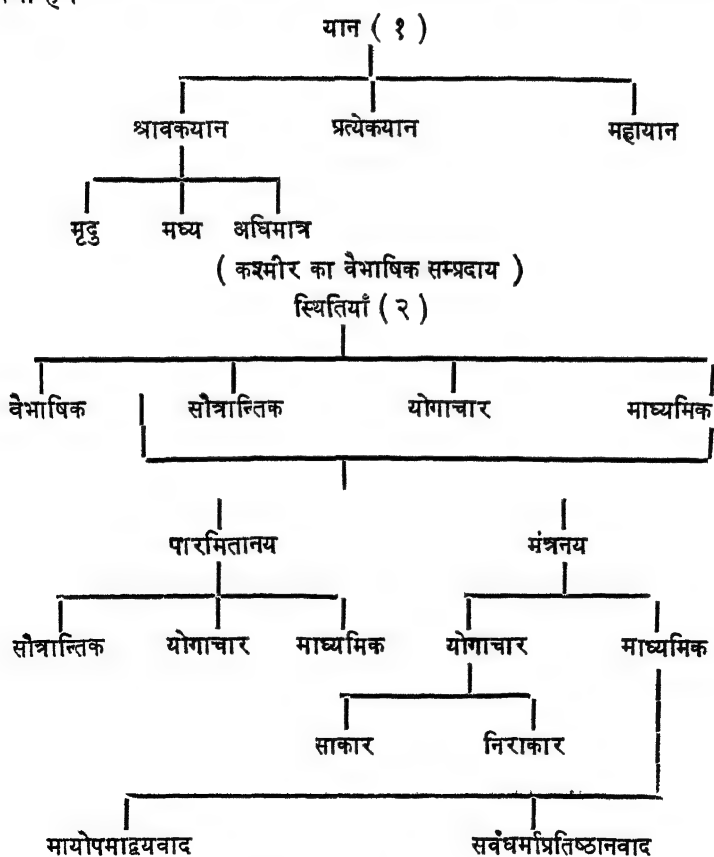 यान ( १ )
श्रावकयान प्रत्येकयान महायान
मृदु मध्य अधिमात्र
( कश्मीर का वैभाषिक सम्प्रदाय )
स्थितियाँ ( २ )
वैभाषिक सौत्रान्तिक योगाचार माध्यमिक
पारमितानय मंत्रनय
सौत्रान्तिक योगाचार माध्यमिक योगाचार माध्यमिक
साकार निराकार
मायोपमाद्वयवाद सर्वधर्माप्रतिष्ठानवाद